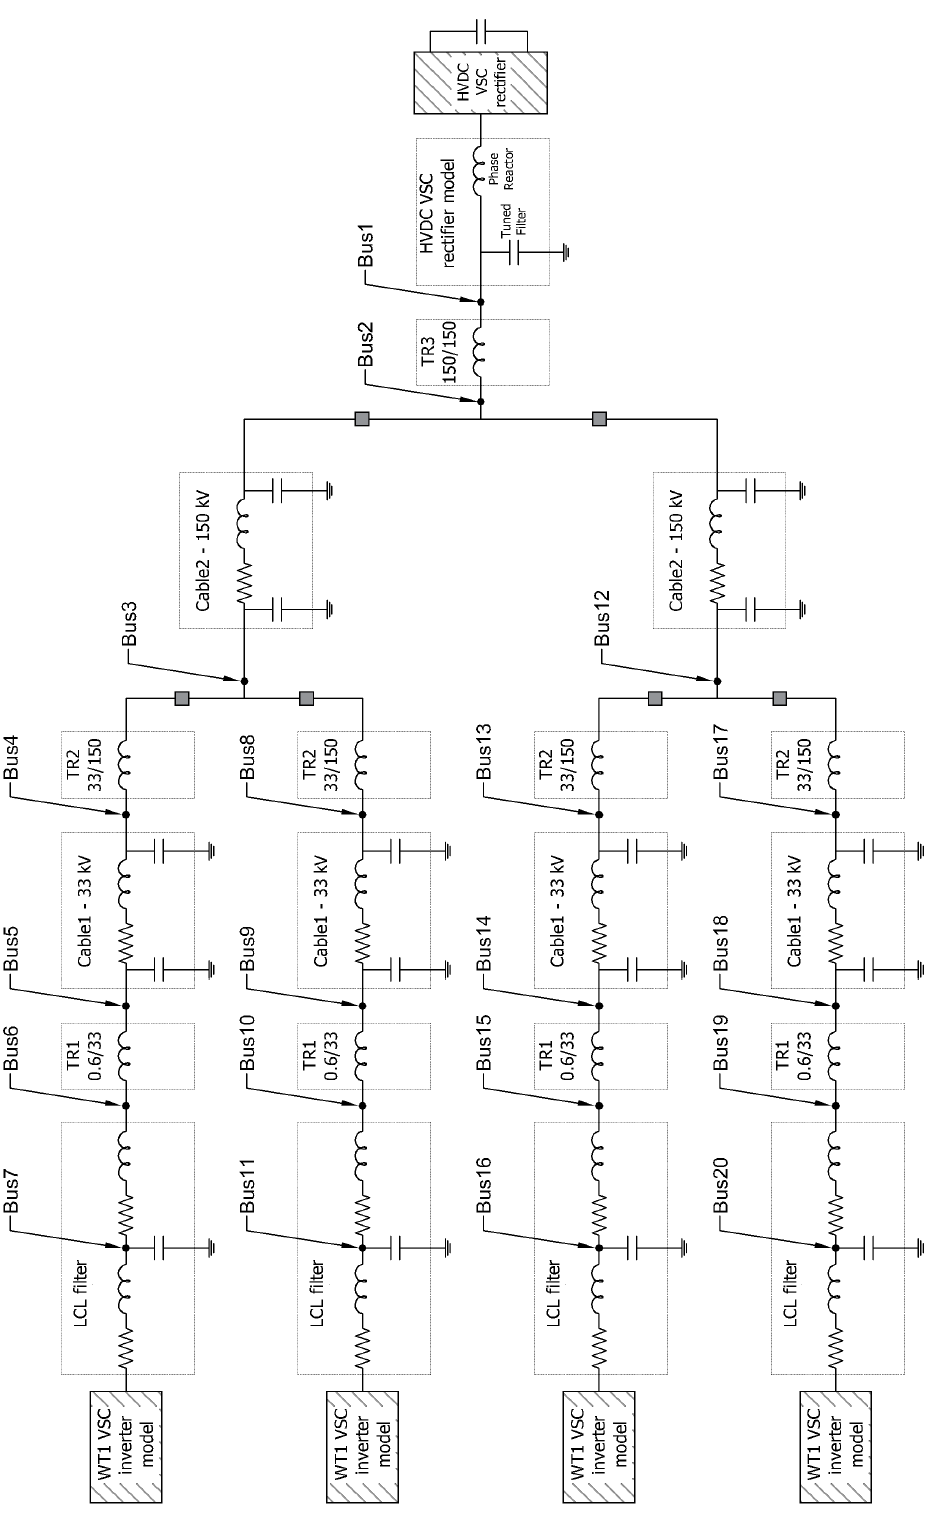 HVDC
VSC
rectifier
HVDC VSC
rectifier model
Phase
Reactor
Tuned
Filter
Bus1
TR3
150/150
Bus2
Cable2 - 150 kV
Cable2 - 150 kV
Bus3
Bus12
Bus4
TR2
33/150
Bus8
TR2
33/150
Bus13
TR2
33/150
Bus17
TR2
33/150
Cable1 - 33 kV
Cable1 - 33 kV
Cable1 - 33 kV
Cable1 - 33 kV
Bus5
Bus9
Bus14
Bus18
Bus6
TR1
0.6/33
Bus10
TR1
0.6/33
Bus15
TR1
0.6/33
Bus19
TR1
0.6/33
Bus7
Bus11
Bus16
Bus20
LCL filter
LCL filter
LCL filter
LCL filter
WT1 VSC
inverter
model
WT1 VSC
inverter
model
WT1 VSC
inverter
model
WT1 VSC
inverter
model